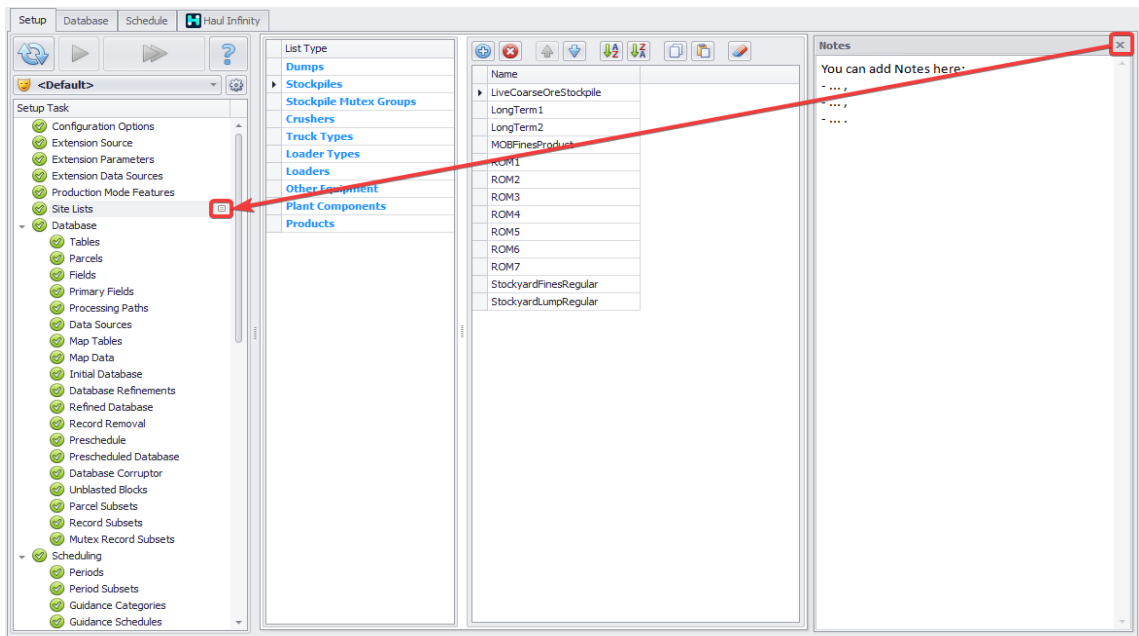 Setup
Database
Schedule
Haul Infinity
<Default>
Setup Task
Configuration Options
Extension Source
Extension Parameters
Extension Data Sources
Production Mode Features
Site Lists
Database
Tables
Parcels
Fields
Primary Fields
Processing Paths
Data Sources
Map Tables
Map Data
Initial Database
Database Refinements
Refined Database
Record Removal
Preschedule
Prescheduled Database
Database Corruptor
Unblasted Blocks
Parcel Subsets
Record Subsets
Mutex Record Subsets
Scheduling
Periods
Period Subsets
Guidance Categories
Guidance Schedules
List Type
Dumps
Stockpiles
Stockpile Mutex Groups
Crushers
Truck Types
Loader Types
Loaders
Other Equipment
Plant Components
Products
Name
LiveCoarseOreStockpile
LongTerm1
LongTerm2
MOBFinesProduct
ROM1
ROM2
ROM3
ROM4
ROM5
ROM6
ROM7
StockyardFinesRegular
StockyardLumpRegular
Notes
You can add Notes here:
- ... ,
- ... ,
- ... .